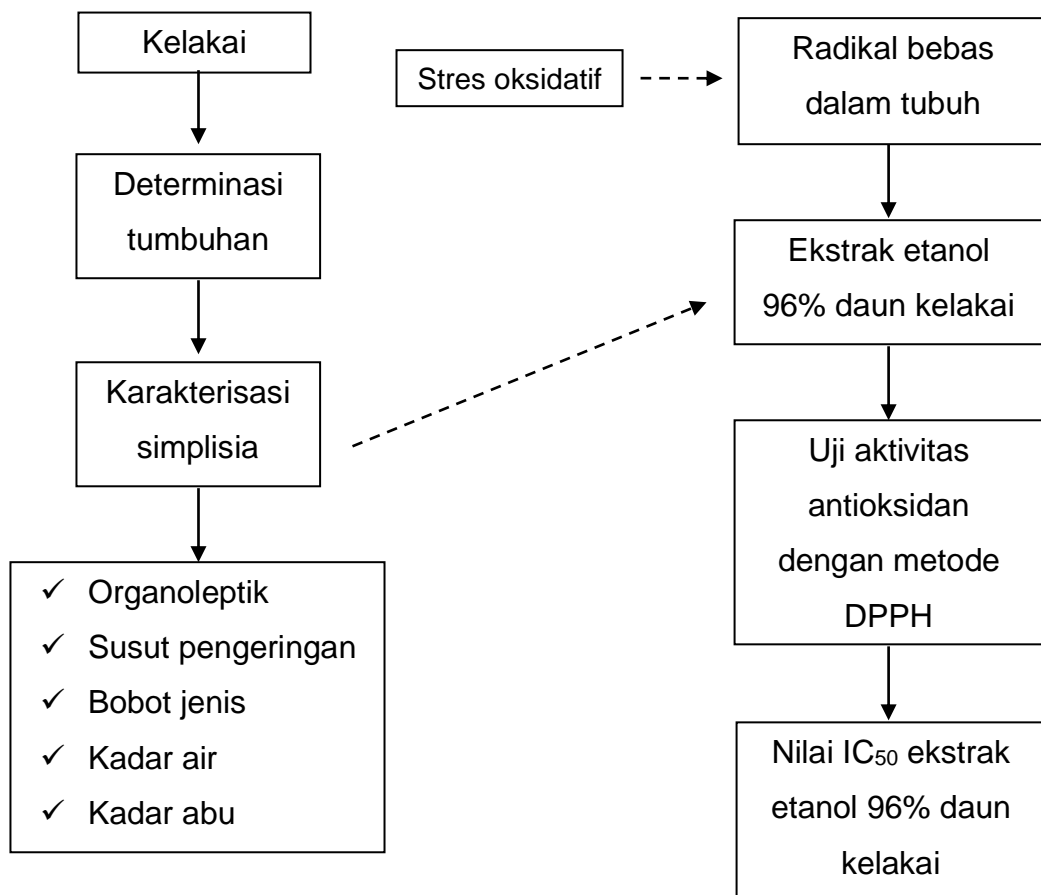 Kelakai
Determinasi
tumbuhan
Karakterisasi
simplisia
✓ Organoleptik
✓ Susut pengeringan
✓ Bobot jenis
✓ Kadar air
✓ Kadar abu
Stres oksidatif
Radikal bebas
dalam tubuh
Ekstrak etanol
96% daun kelakai
Uji aktivitas
antioksidan
dengan metode
DPPH
Nilai IC₅₀ ekstrak
etanol 96% daun
kelakai